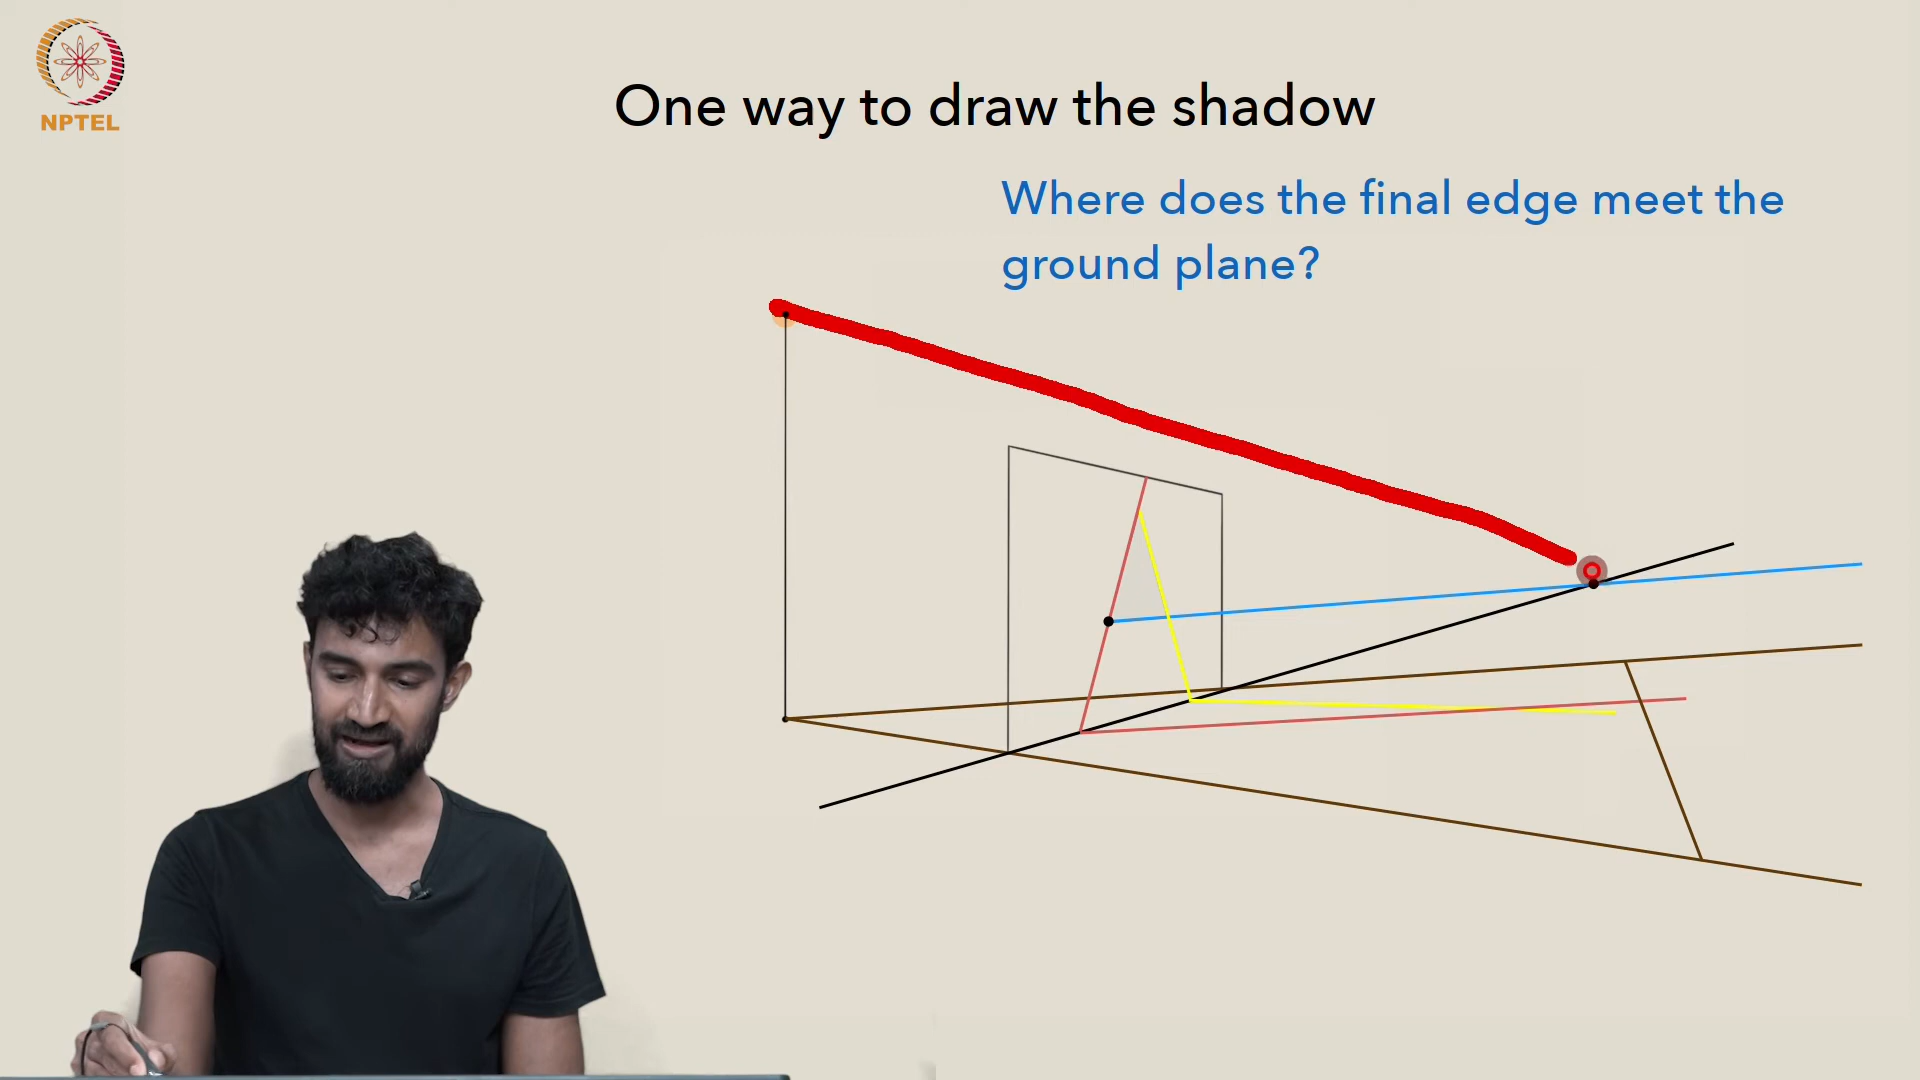 NPTEL
One way to draw the shadow
Where does the final edge meet the
ground plane?